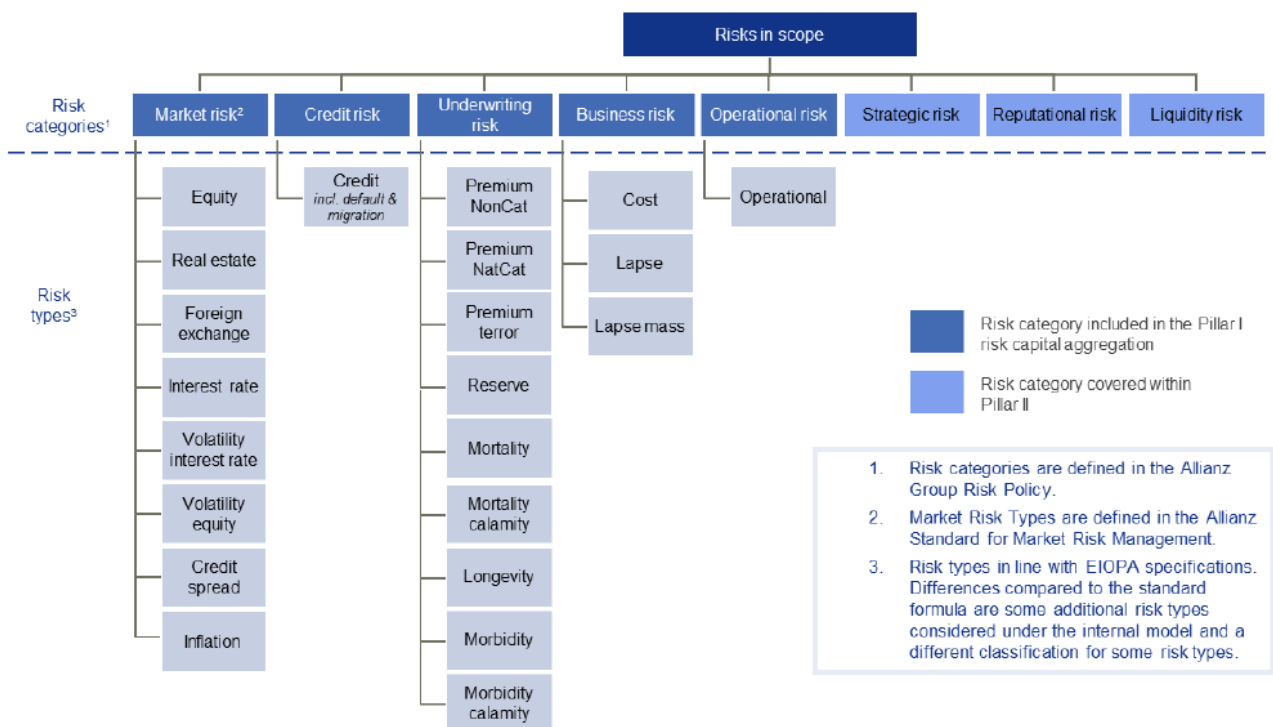 Risks in scope
Risk
categories¹
Market risk²
Credit risk
Underwriting
risk
Business risk
Operational risk
Strategic risk
Reputational risk
Liquidity risk
Risk
types³
Equity
Real estate
Foreign
exchange
Interest rate
Volatility
interest rate
Volatility
equity
Credit
spread
Inflation
Credit
incl. default &
migration
Premium
NonCat
Premium
NatCat
Premium
terror
Reserve
Mortality
Mortality
calamity
Longevity
Morbidity
Morbidity
calamity
Cost
Lapse
Lapse mass
Operational
Risk category included in the Pillar I
risk capital aggregation
Risk category covered within
Pillar II
1. Risk categories are defined in the Allianz
Group Risk Policy.
2. Market Risk Types are defined in the Allianz
Standard for Market Risk Management.
3. Risk types in line with EIOPA specifications.
Differences compared to the standard
formula are some additional risk types
considered under the internal model and a
different classification for some risk types.